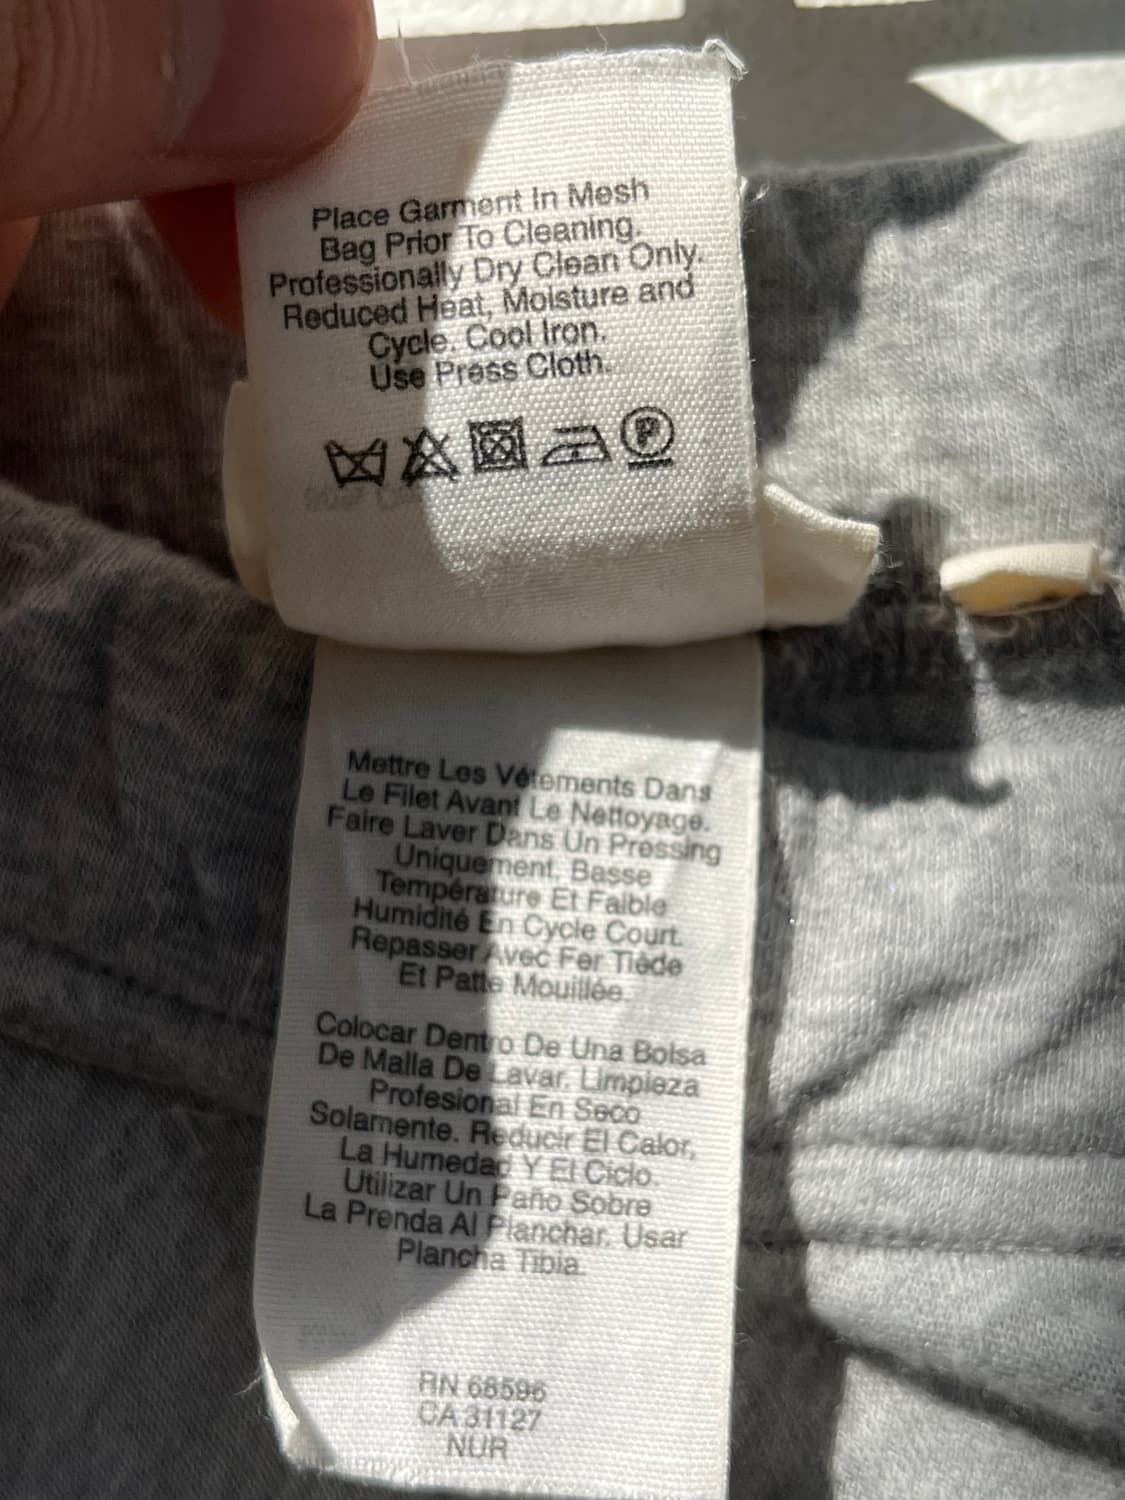 Place Garment In Mesh
Bag Prior To Cleaning.
Professionally Dry Clean Only.
Reduced Heat, Moisture and
Cycle. Cool Iron.
Use Press Cloth.
P
Mettre Les Vêtements Dans
Le Filet Avant Le Nettoyage.
Faire Laver Dans Un Pressing
Uniquement. Basse
Température Et Faible
Humidité En Cycle Court.
Repasser Avec Fer Tiède
Et Patte Mouillée.
Colocar Dentro De Una Bolsa
De Malla De Lavar. Limpieza
Profesional En Seco
Solamente. Reducir El Calor,
La Humedad Y El Ciclo.
Utilizar Un Paño Sobre
La Prenda Al Planchar. Usar
Plancha Tibia.
RN 68596
CA 31127
NUR